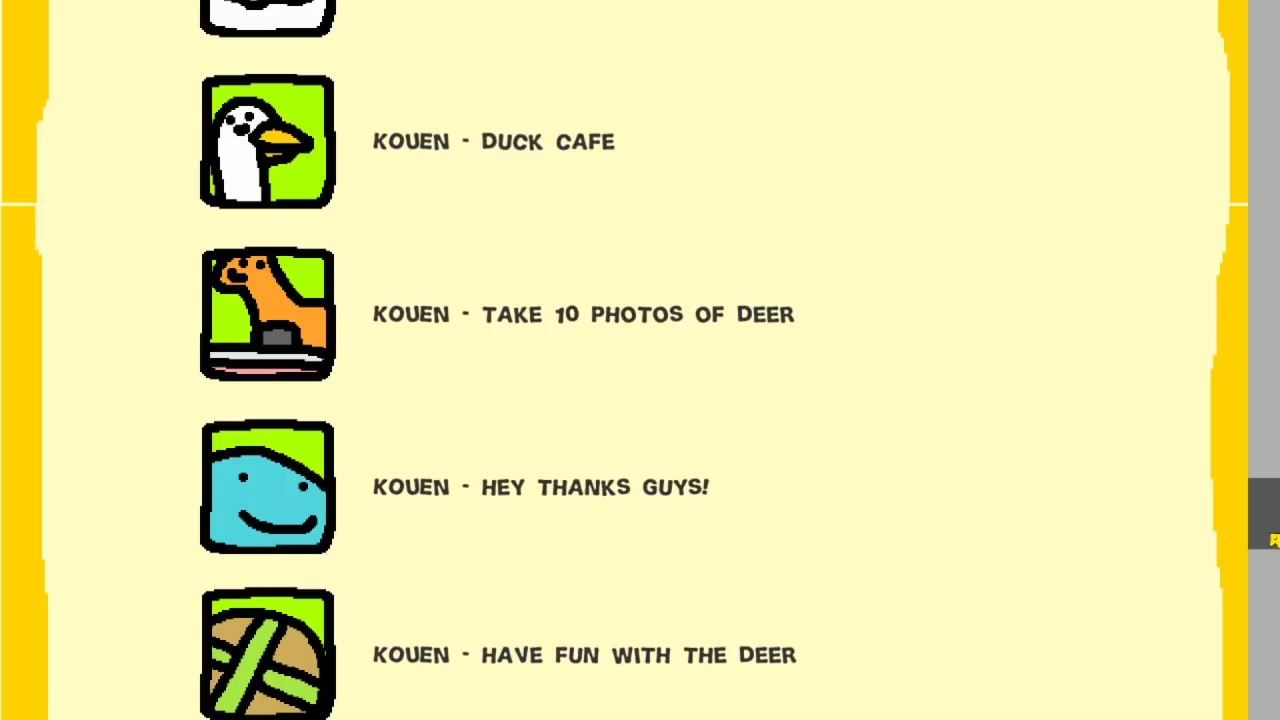 KOUEN - DUCK CAFE
KOUEN - TAKE 10 PHOTOS OF DEER
KOUEN - HEY THANKS GUYS!
KOUEN - HAVE FUN WITH THE DEER